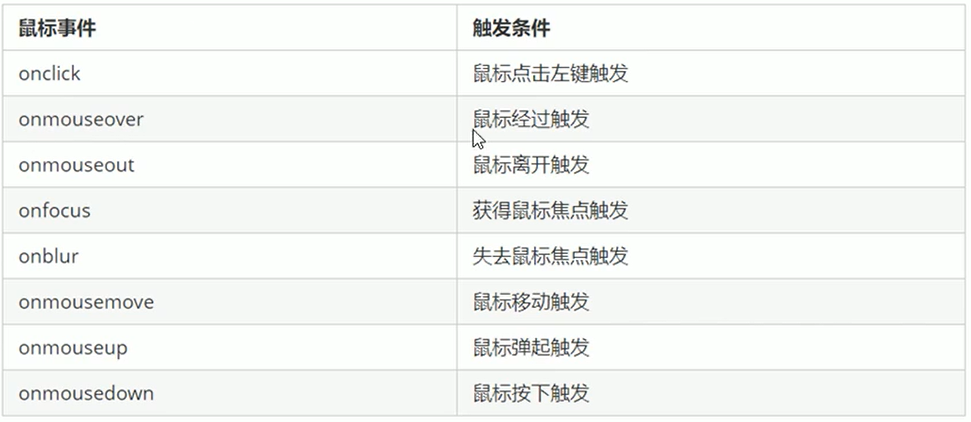 鼠标事件 触发条件
onclick 鼠标点击左键触发
onmouseover 鼠标经过触发
onmouseout 鼠标离开触发
onfocus 获得鼠标焦点触发
onblur 失去鼠标焦点触发
onmousemove 鼠标移动触发
onmouseup 鼠标弹起触发
onmousedown 鼠标按下触发